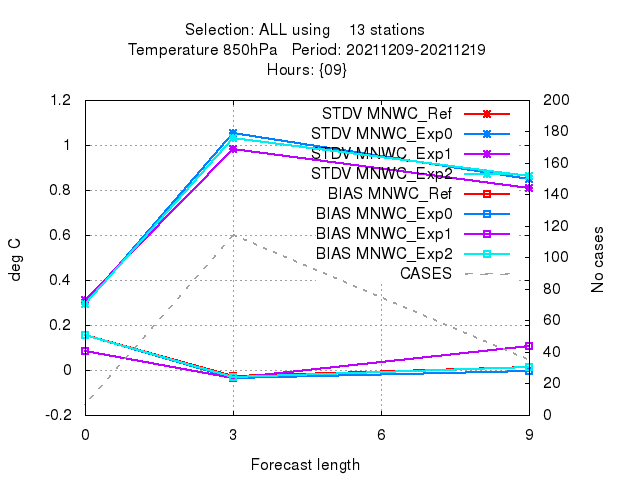 Selection: ALL using    13 stations
Temperature 850hPa   Period: 20211209-20211219
Hours: {09}
1.2
1
0.8
0.6
0.4
0.2
0
-0.2
deg C
200
180
160
140
120
100
80
60
40
20
0
No cases
STDV MNWC_Ref
STDV MNWC_Exp0
STDV MNWC_Exp1
STDV MNWC_Exp2
BIAS MNWC_Ref
BIAS MNWC_Exp0
BIAS MNWC_Exp1
BIAS MNWC_Exp2
CASES
0 3 6 9
Forecast length